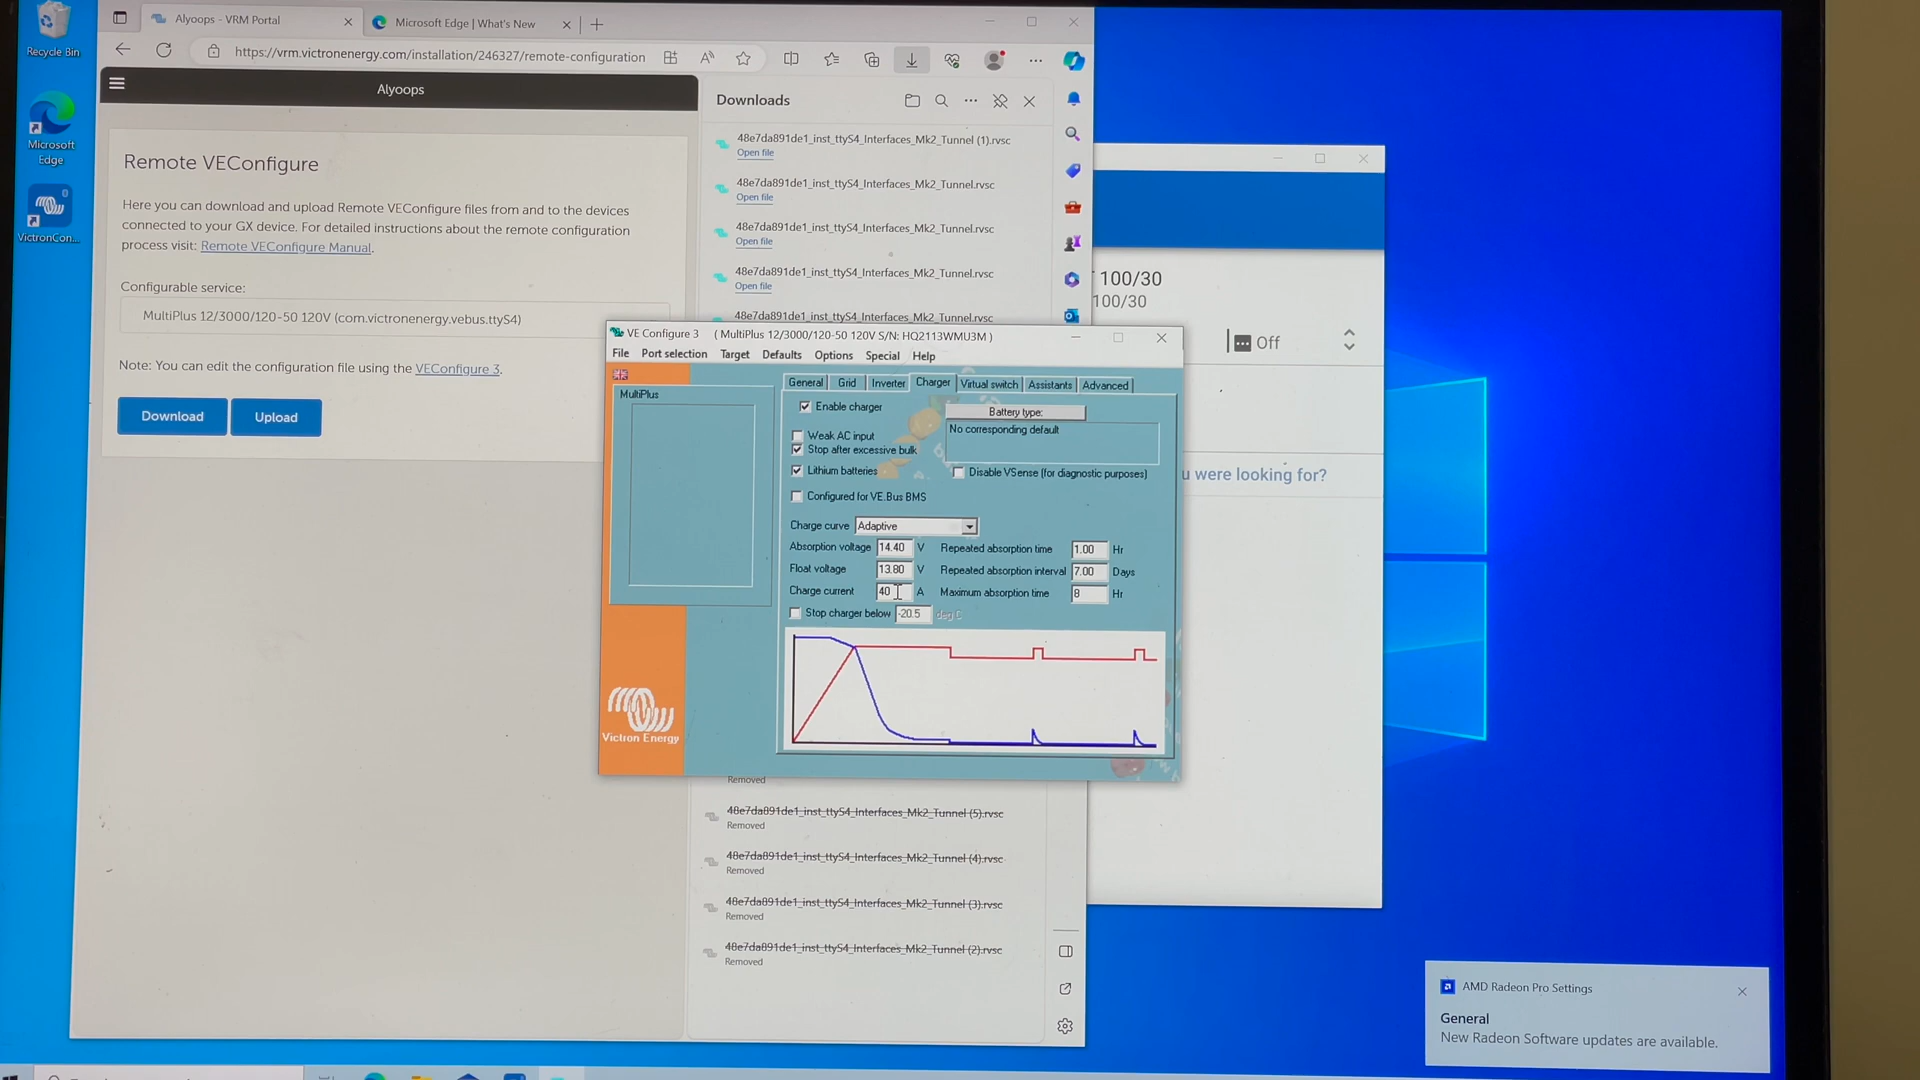 Recycle Bin
Microsoft Edge
VictronCon...
Alyoops - VRM Portal
Microsoft Edge | What's New
https://vrm.victronenergy.com/installation/246327/remote-configuration
Alyoops
Remote VEConfigure
Here you can download and upload Remote VEConfigure files from and to the devices
connected to your GX device. For detailed instructions about the remote configuration
process visit: Remote VEConfigure Manual.
Configurable service:
MultiPlus 12/3000/120-50 120V (com.victronenergy.vebus.ttyS4)
Note: You can edit the configuration file using the VEConfigure 3.
Download
Upload
Downloads
48e7da891de1_inst_ttyS4_Interfaces_Mk2_Tunnel (1).rvsc
Open file
48e7da891de1_inst_ttyS4_Interfaces_Mk2_Tunnel.rvsc
Open file
48e7da891de1_inst_ttyS4_Interfaces_Mk2_Tunnel.rvsc
Open file
48e7da891de1_inst_ttyS4_Interfaces_Mk2_Tunnel.rvsc
Open file
48e7da891de1_inst_ttyS4_Interfaces_Mk2_Tunnel.rvsc
100/30
100/30
Off
u were looking for?
VE Configure 3 ( MultiPlus 12/3000/120-50 120V S/N: HQ2113WMU3M )
File Port selection Target Defaults Options Special Help
MultiPlus
General Grid Inverter Charger Virtual switch Assistants Advanced
Enable charger
Battery type:
No corresponding default
Weak AC input
Stop after excessive bulk
Lithium batteries
Disable VSense (for diagnostic purposes)
Configured for VE.Bus BMS
Charge curve Adaptive
Absorption voltage 14.40 V Repeated absorption time 1.00 Hr
Float voltage 13.80 V Repeated absorption interval 7.00 Days
Charge current 40 A Maximum absorption time 8 Hr
Stop charger below -20.5 deg C
Victron Energy
Removed
48e7da891de1_inst_ttyS4_Interfaces_Mk2_Tunnel (5).rvsc
Removed
48e7da891de1_inst_ttyS4_Interfaces_Mk2_Tunnel (4).rvsc
Removed
48e7da891de1_inst_ttyS4_Interfaces_Mk2_Tunnel (3).rvsc
Removed
48e7da891de1_inst_ttyS4_Interfaces_Mk2_Tunnel (2).rvsc
Removed
AMD Radeon Pro Settings
General
New Radeon Software updates are available.